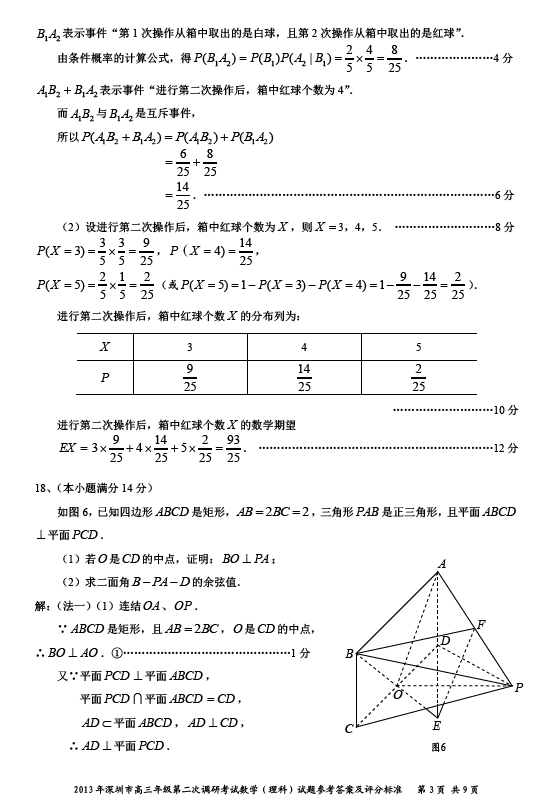 B₁A₂表示事件“第1次操作从箱中取出的是白球，且第2次操作从箱中取出的是红球”.
由条件概率的计算公式，得P(B₁A₂) = P(B₁)P(A₂ | B₁) = 2/5 × 4/5 = 8/25．…………………4分
A₁B₂ + B₁A₂表示事件“进行第二次操作后，箱中红球个数为4”.
而A₁B₂与B₁A₂是互斥事件，
所以P(A₁B₂ + B₁A₂) = P(A₁B₂) + P(B₁A₂)
= 6/25 + 8/25
= 14/25．……………………………………………………………………6分
（2）设进行第二次操作后，箱中红球个数为X，则X = 3，4，5．………………………8分
P(X = 3) = 3/5 × 3/5 = 9/25，P（X = 4) = 14/25，
P(X = 5) = 2/5 × 1/5 = 2/25（或P(X = 5) = 1 − P(X = 3) − P(X = 4) = 1 − 9/25 − 14/25 = 2/25）.
进行第二次操作后，箱中红球个数X的分布列为：
X 3 4 5
P 9/25 14/25 2/25
………………………10分
进行第二次操作后，箱中红球个数X的数学期望
EX = 3 × 9/25 + 4 × 14/25 + 5 × 2/25 = 93/25．………………………………………………………12分
18、（本小题满分14分）
如图6，已知四边形ABCD是矩形，AB = 2BC = 2，三角形PAB是正三角形，且平面ABCD
⊥平面PCD．
（1）若O是CD的中点，证明：BO ⊥ PA；
（2）求二面角B − PA − D的余弦值．
解：（法一）（1）连结OA、OP．
∵ ABCD是矩形，且AB = 2BC，O是CD的中点，
∴ BO ⊥ AO．①………………………………………1分
又∵平面PCD ⊥平面ABCD，
平面PCD ∩ 平面ABCD = CD，
AD ⊂ 平面ABCD，AD ⊥ CD，
∴ AD ⊥平面PCD．
A
F
D
B
O
P
C
E
图6
2013年深圳市高三年级第二次调研考试数学（理科）试题参考答案及评分标准 第 3 页 共 9 页